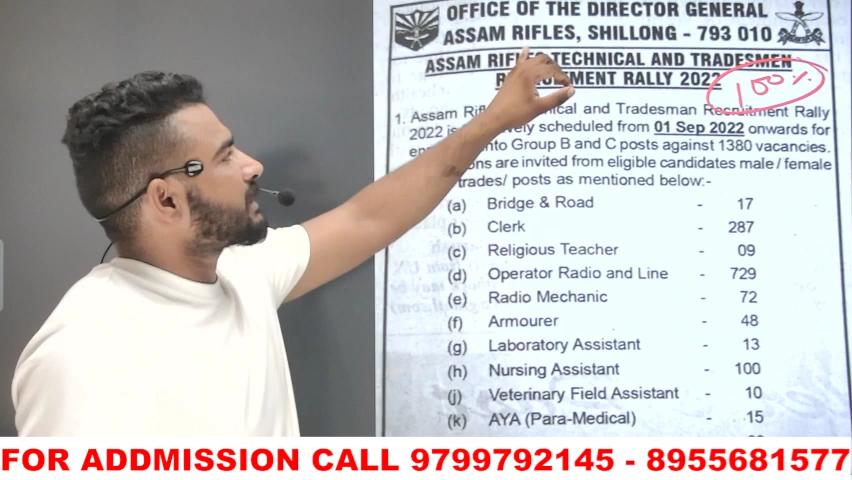 OFFICE OF THE DIRECTOR GENERAL
ASSAM RIFLES, SHILLONG - 793 010
ASSAM RIFLES TECHNICAL AND TRADESMEN
RALLY 2022
100%
1. Assam and Tradesman Recruitment Rally
2022 scheduled from 01 Sep 2022 onwards for
Group B and C posts against 1380 vacancies.
are invited from eligible candidates male / female
trades/ posts as mentioned below:-
(a) Bridge & Road - 17
(b) Clerk - 287
(c) Religious Teacher - 09
(d) Operator Radio and Line - 729
(e) Radio Mechanic - 72
(f) Armourer - 48
(g) Laboratory Assistant - 13
(h) Nursing Assistant - 100
(j) Veterinary Field Assistant - 10
(k) AYA (Para-Medical) - 15
FOR ADDMISSION CALL 9799792145 - 8955681577